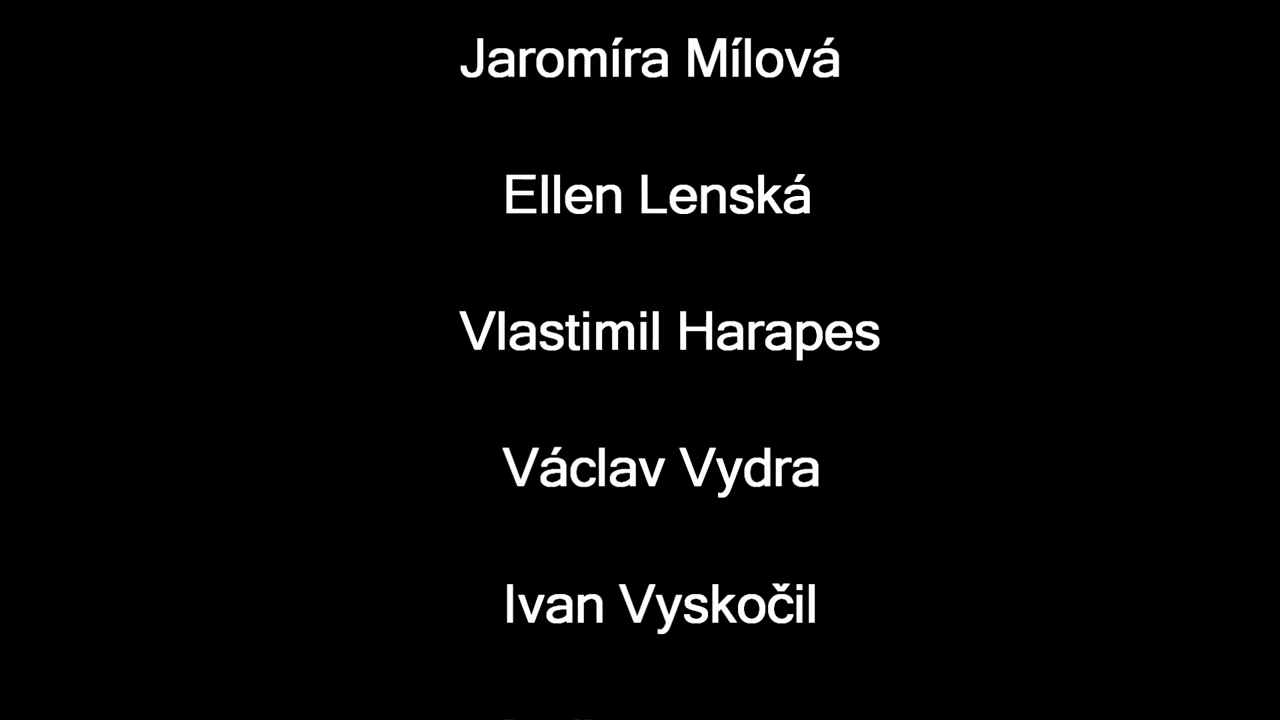 Jaromíra Mílová
Ellen Lenská
Vlastimil Harapes
Václav Vydra
Ivan Vyskočil